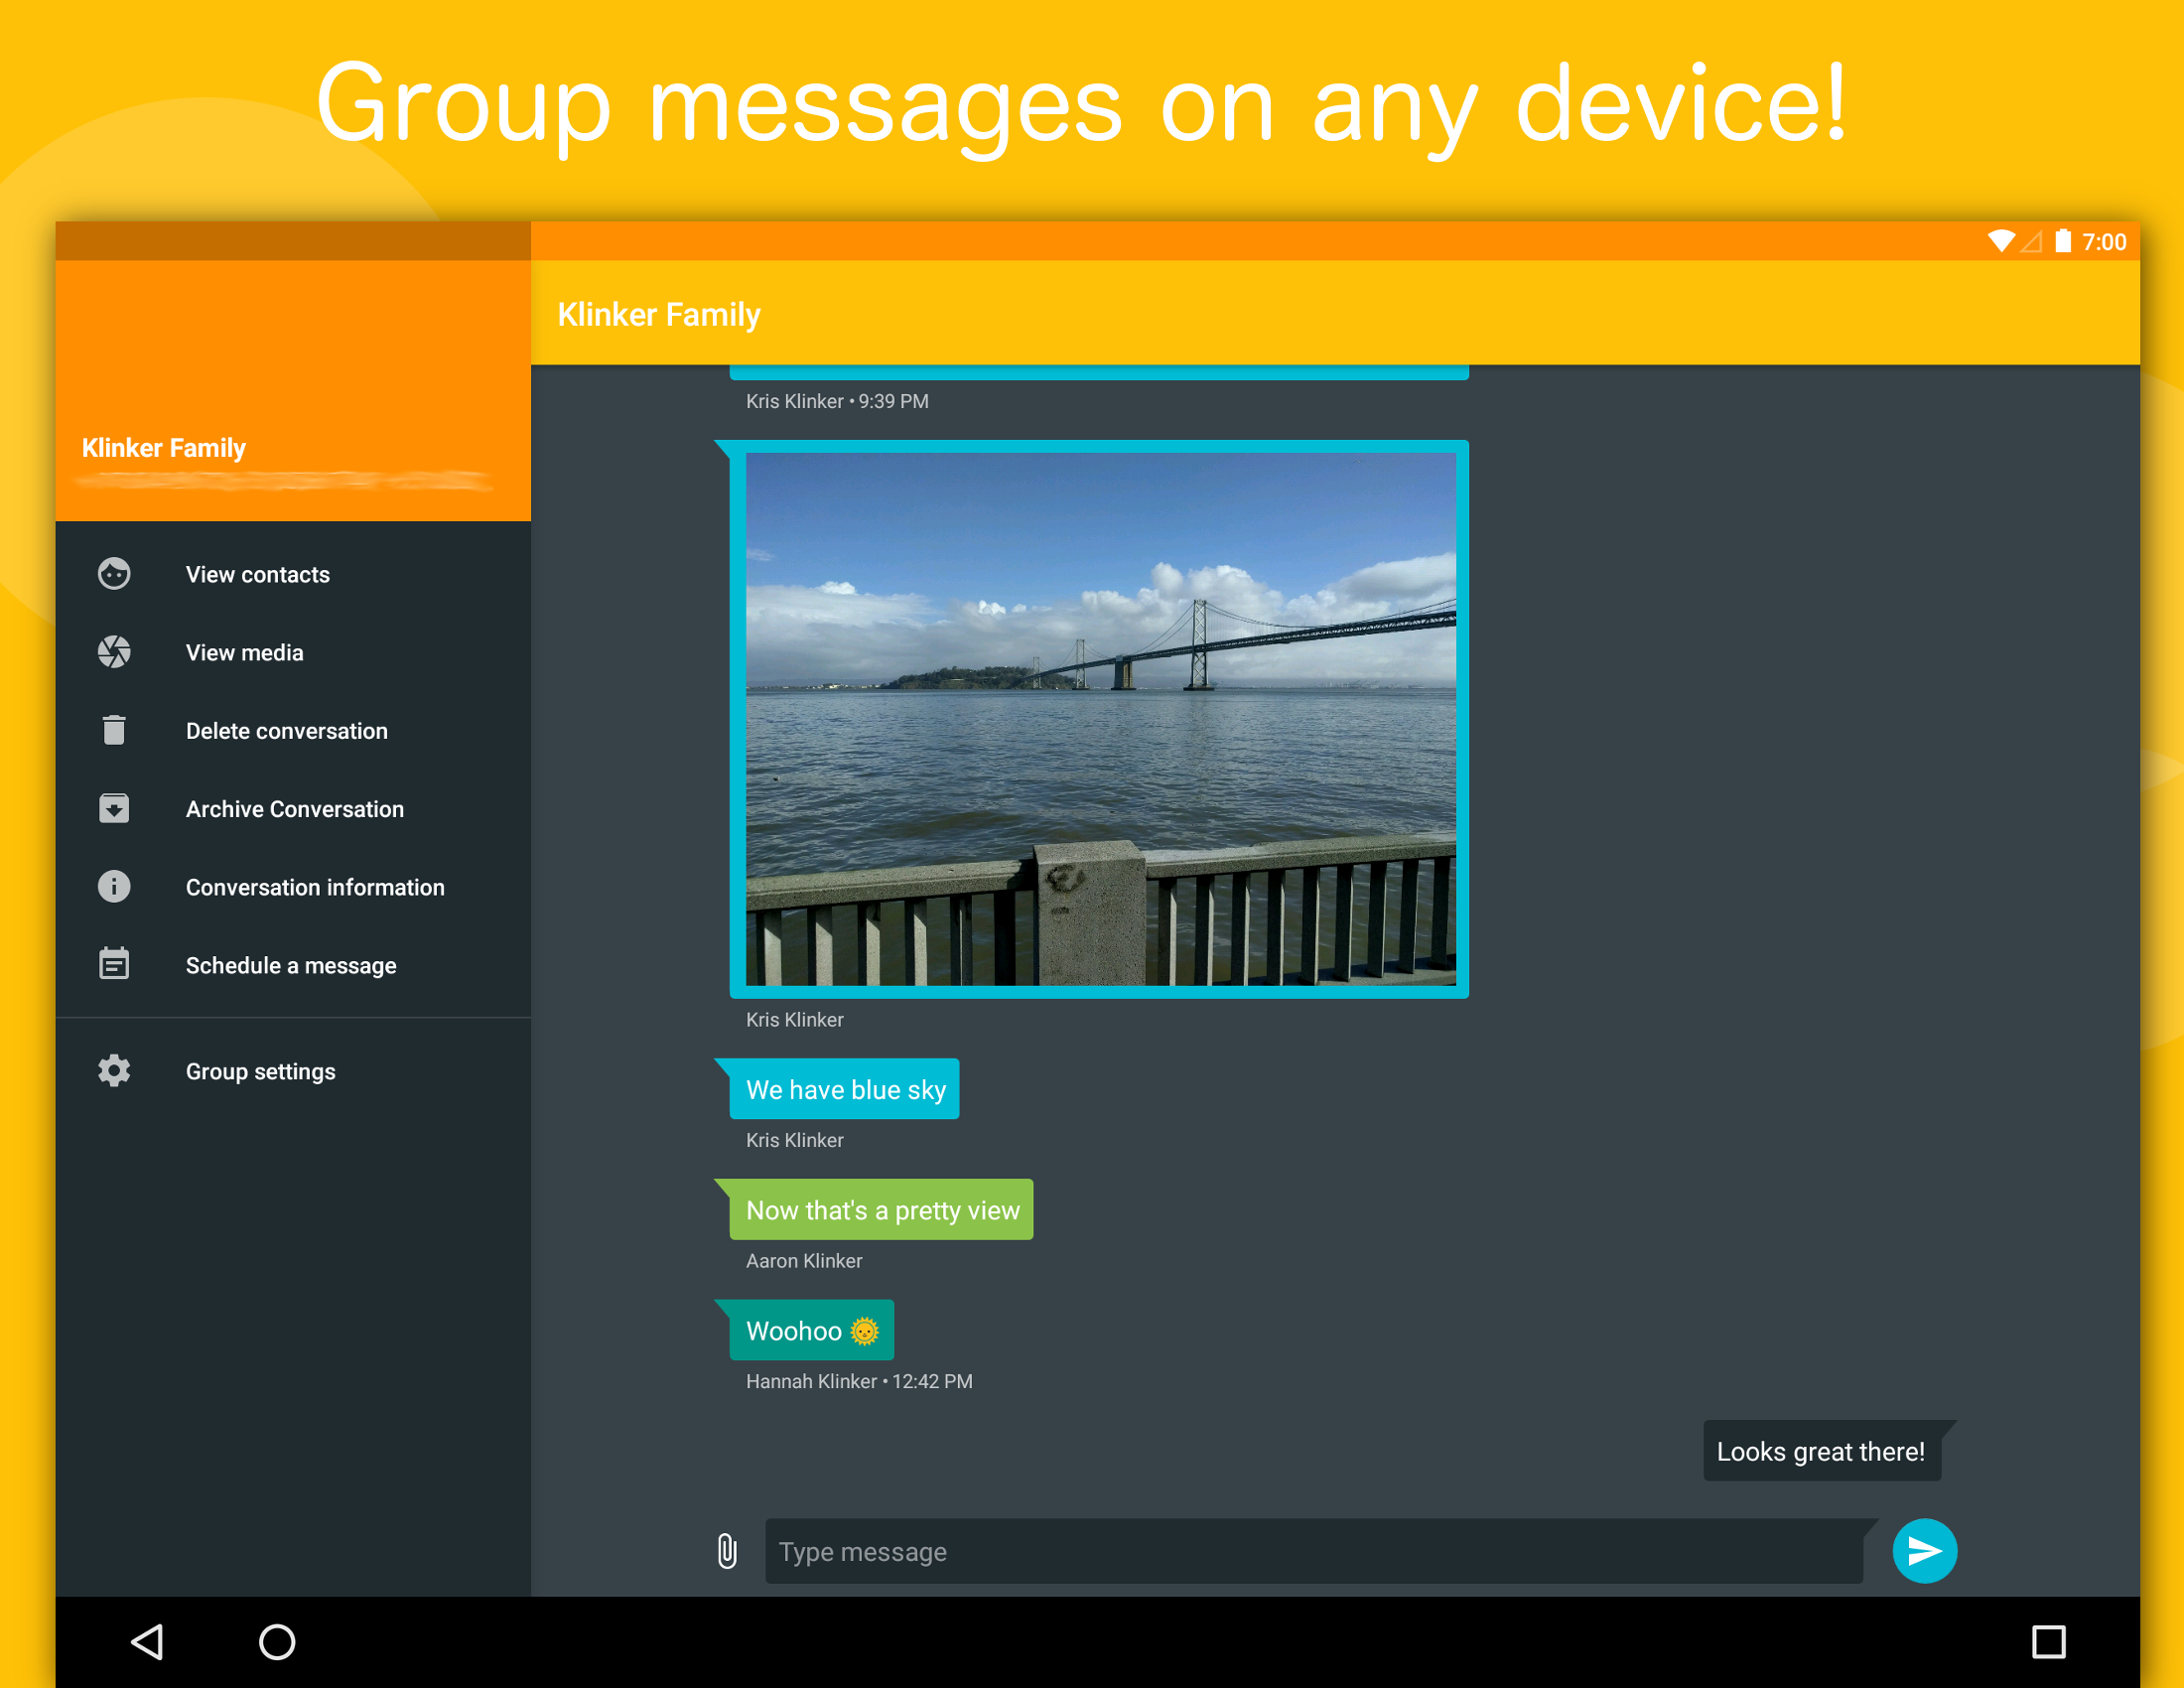 Group messages on any device!
7:00
Klinker Family
Klinker Family
View contacts
View media
Delete conversation
Archive Conversation
Conversation information
Schedule a message
Group settings
Kris Klinker • 9:39 PM
Kris Klinker
We have blue sky
Kris Klinker
Now that's a pretty view
Aaron Klinker
Woohoo 🌞
Hannah Klinker • 12:42 PM
Looks great there!
Type message